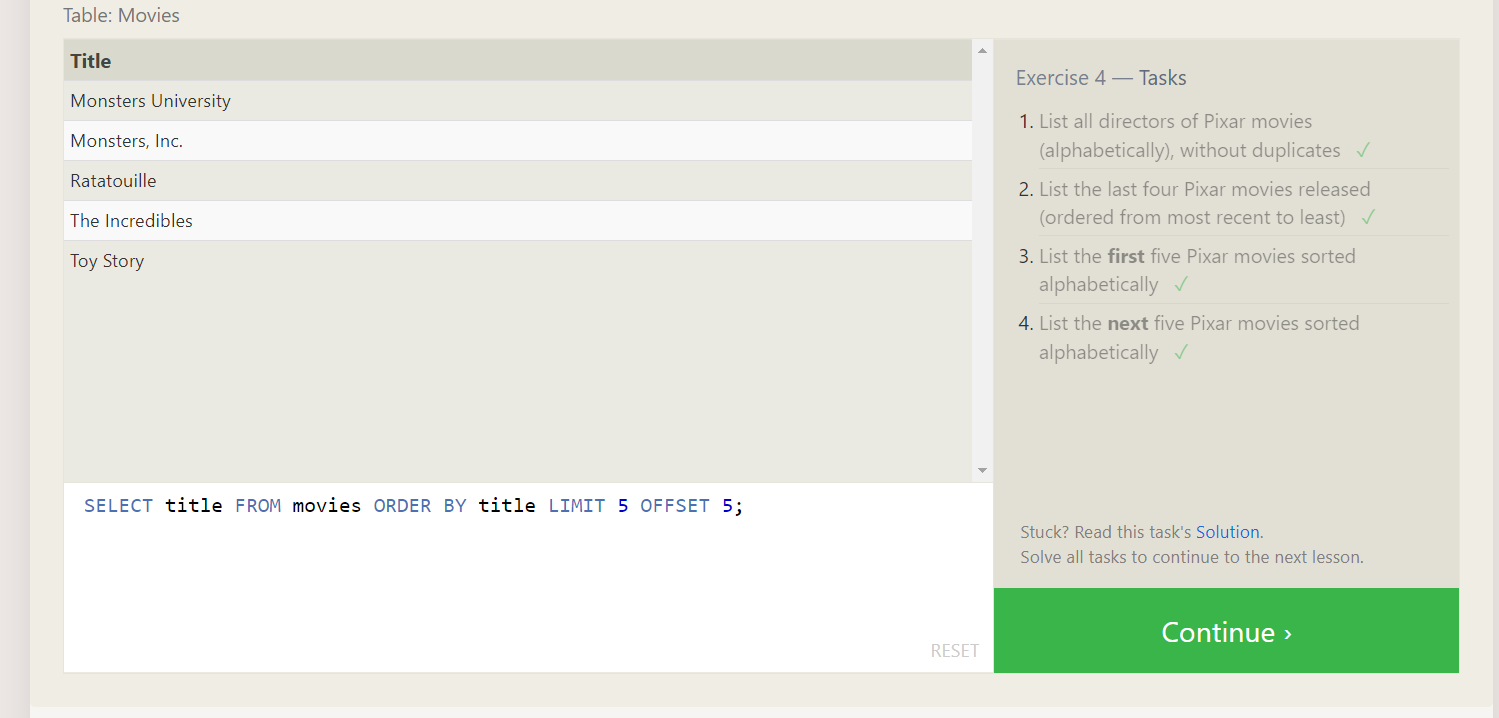 Table: Movies
Title
Monsters University
Monsters, Inc.
Ratatouille
The Incredibles
Toy Story
SELECT title FROM movies ORDER BY title LIMIT 5 OFFSET 5;
RESET
Exercise 4 — Tasks
1. List all directors of Pixar movies
(alphabetically), without duplicates ✓
2. List the last four Pixar movies released
(ordered from most recent to least) ✓
3. List the first five Pixar movies sorted
alphabetically ✓
4. List the next five Pixar movies sorted
alphabetically ✓
Stuck? Read this task's Solution.
Solve all tasks to continue to the next lesson.
Continue ›